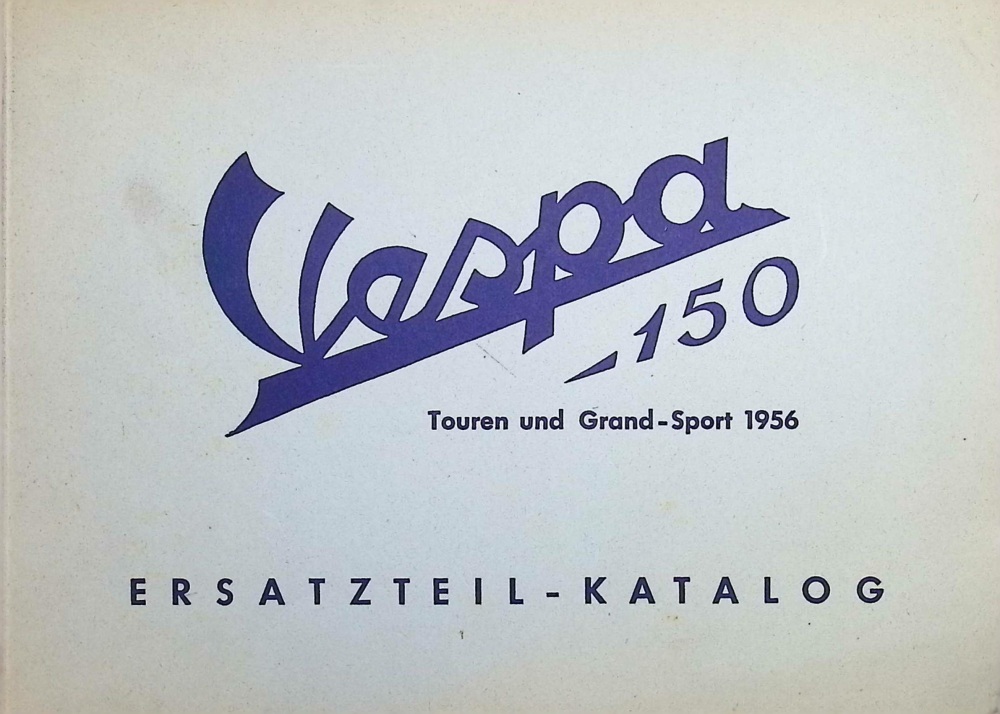 Vespa
150
Touren und Grand-Sport 1956
ERSATZTEIL-KATALOG